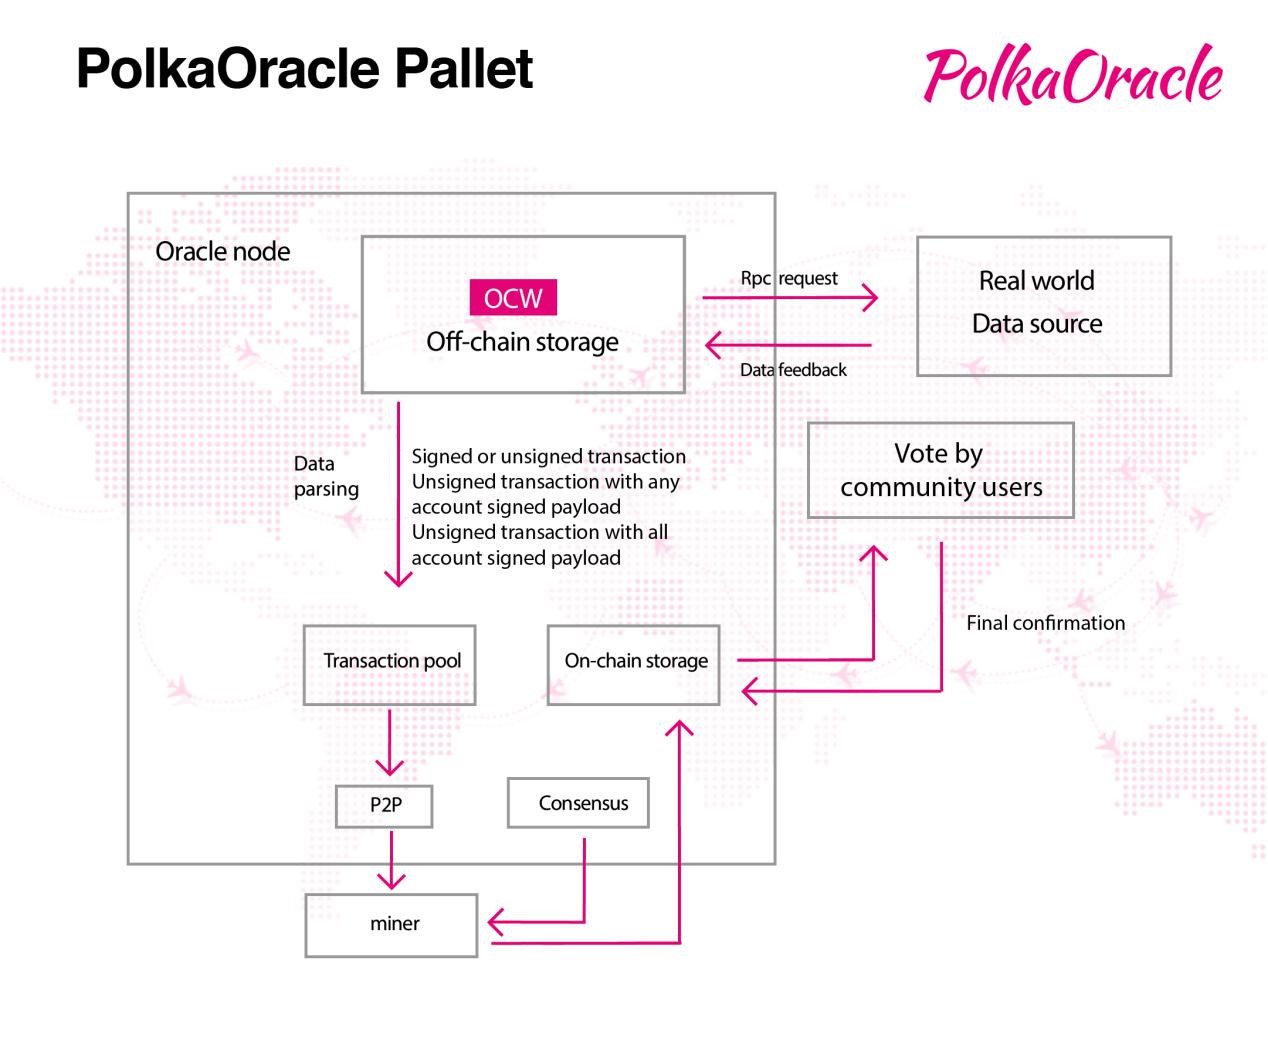 PolkaOracle Pallet
PolkaOracle
Oracle node
OCW
Off-chain storage
Rpc request
Data feedback
Real world
Data source
Vote by
community users
Data
parsing
Signed or unsigned transaction
Unsigned transaction with any
account signed payload
Unsigned transaction with all
account signed payload
Final confirmation
Transaction pool
On-chain storage
P2P
Consensus
miner